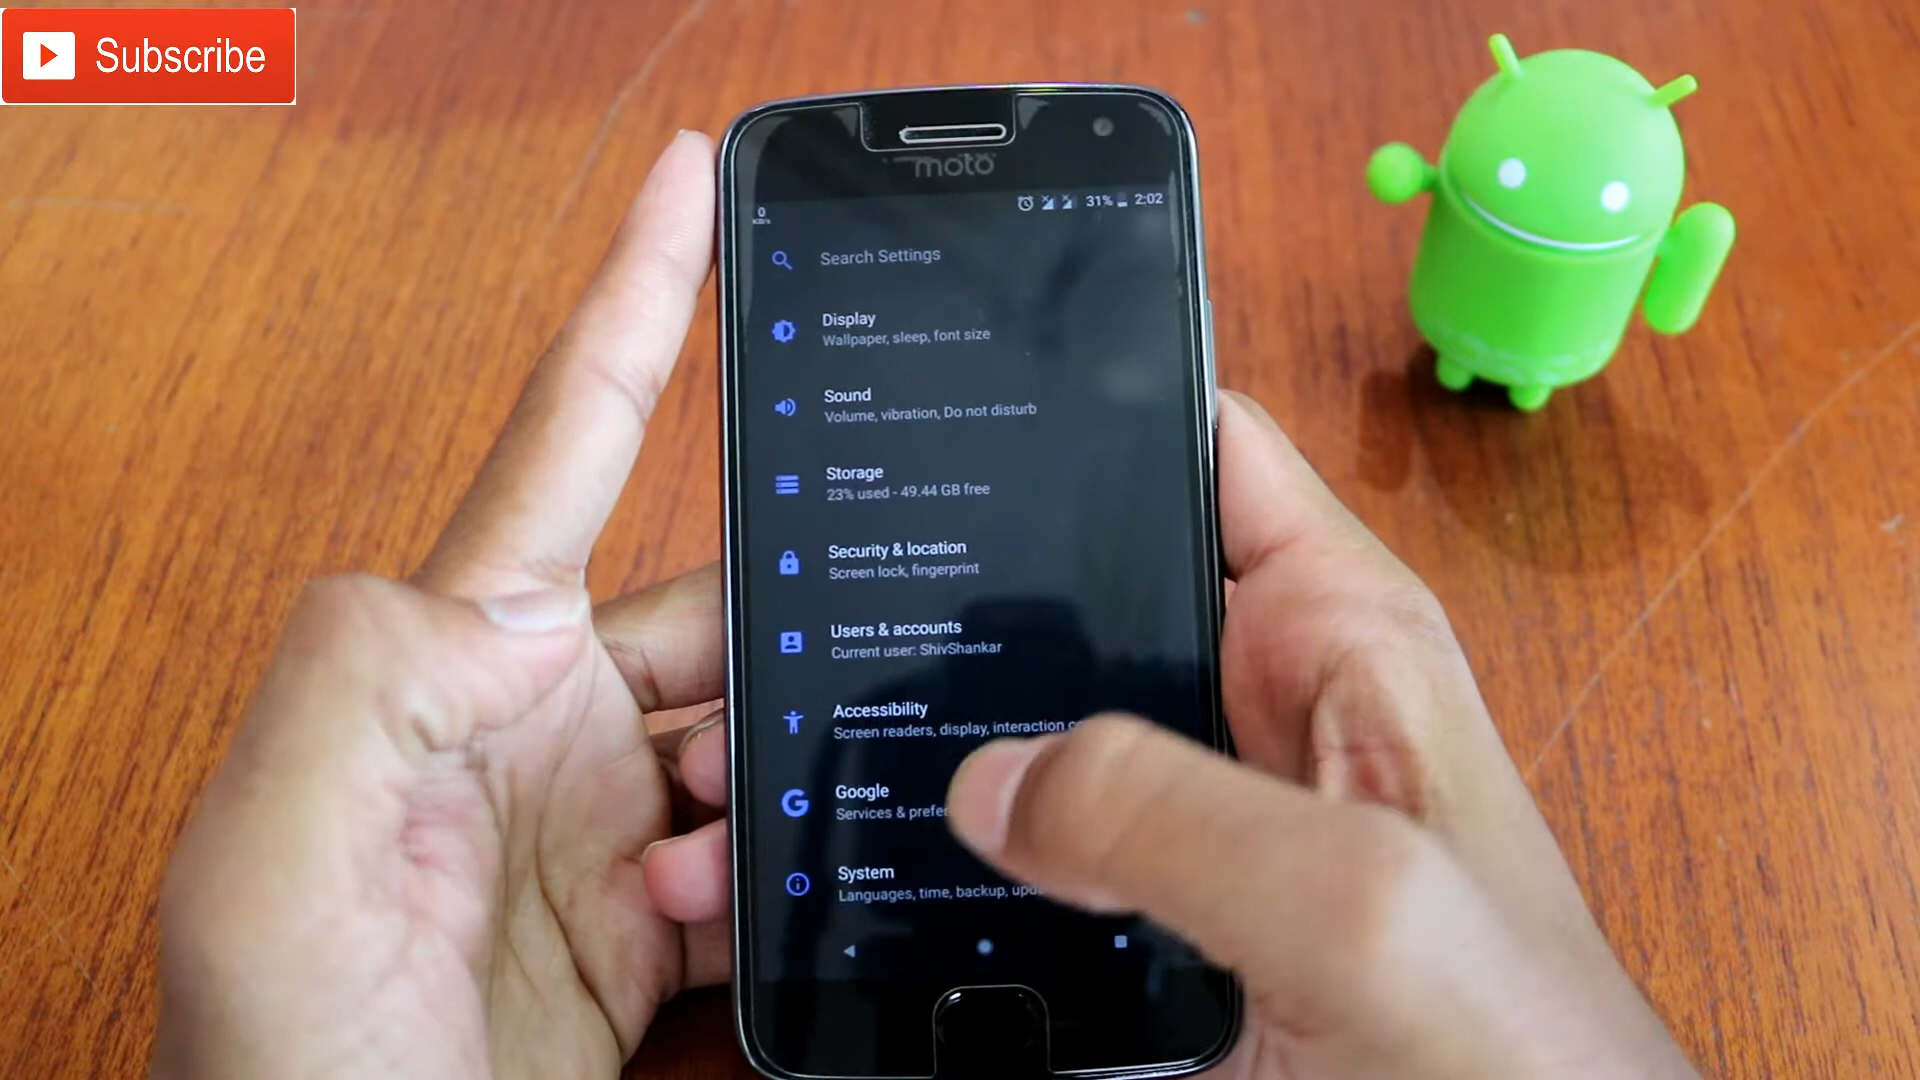 Subscribe
moto
0
31% 2:02
Search Settings
Display
Wallpaper, sleep, font size
Sound
Volume, vibration, Do not disturb
Storage
23% used - 49.44 GB free
Security & location
Screen lock, fingerprint
Users & accounts
Current user: ShivShankar
Accessibility
Screen readers, display, interaction
Google
Services &
System
Languages, time, backup,